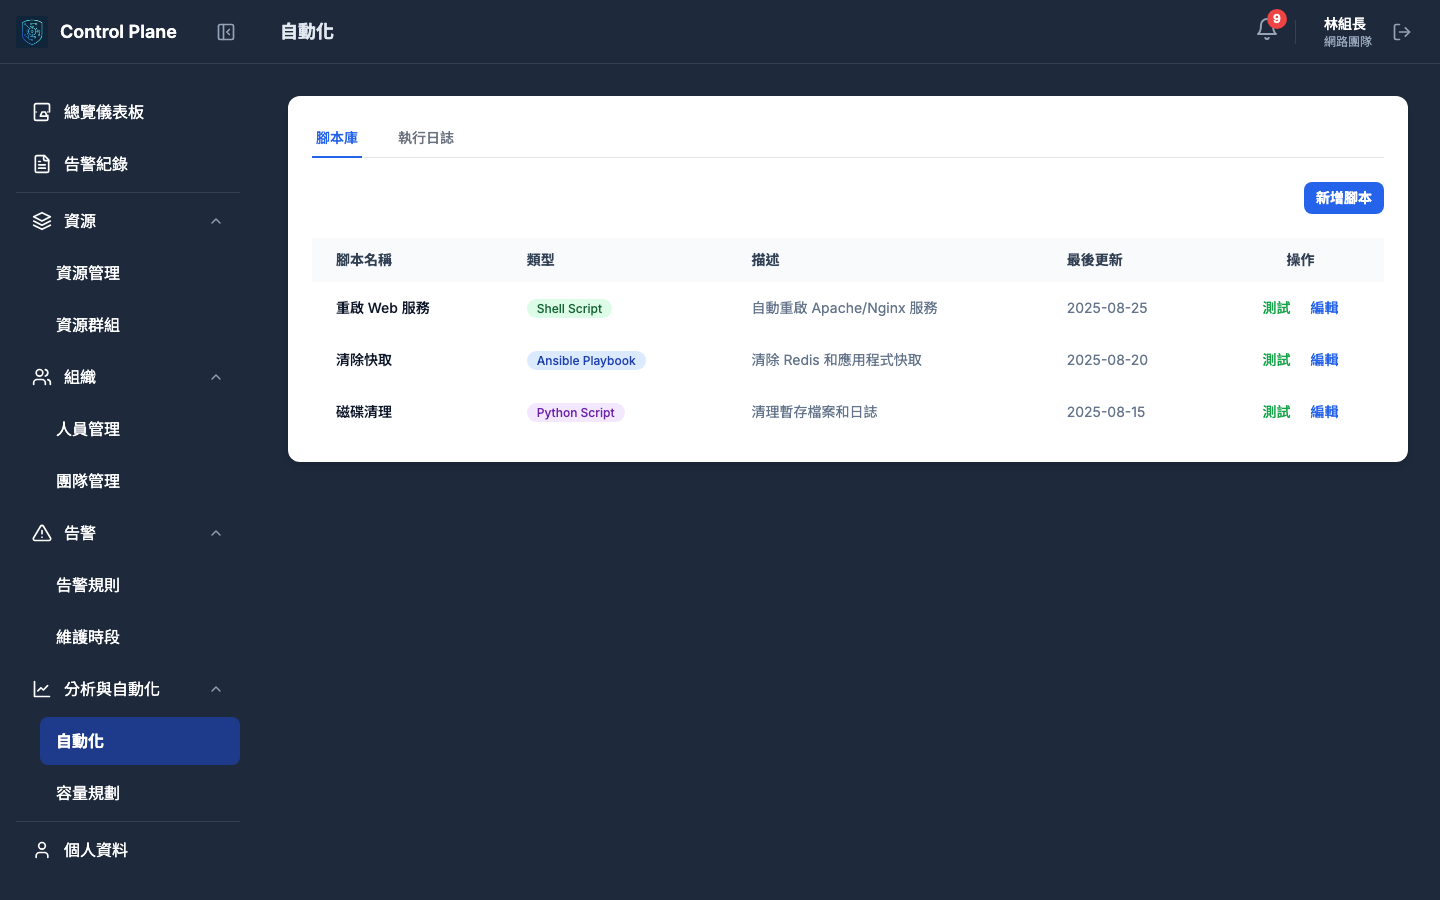 Control Plane
自動化
9
林組長
網路團隊
總覽儀表板
告警紀錄
資源
資源管理
資源群組
組織
人員管理
團隊管理
告警
告警規則
維護時段
分析與自動化
自動化
容量規劃
個人資料
腳本庫 執行日誌
新增腳本
腳本名稱 類型 描述 最後更新 操作
重啟 Web 服務 Shell Script 自動重啟 Apache/Nginx 服務 2025-08-25 測試 編輯
清除快取 Ansible Playbook 清除 Redis 和應用程式快取 2025-08-20 測試 編輯
磁碟清理 Python Script 清理暫存檔案和日誌 2025-08-15 測試 編輯